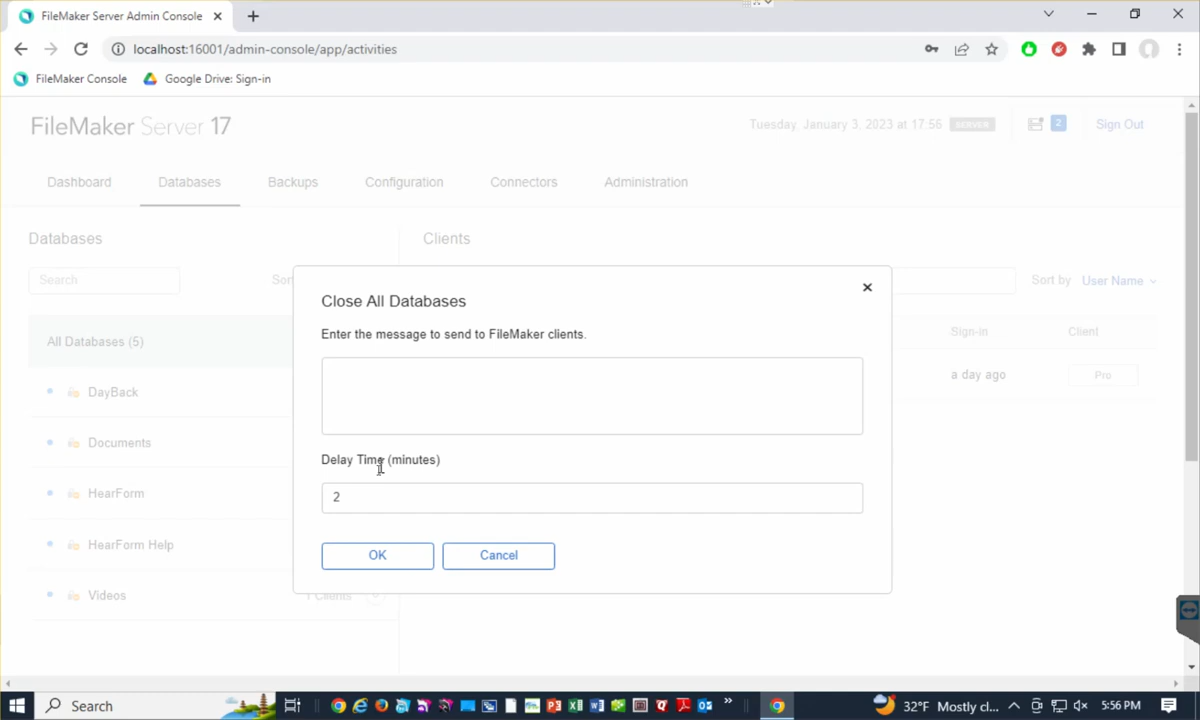 FileMaker Server Admin Console
localhost:16001/admin-console/app/activities
FileMaker Console
Google Drive: Sign-in
FileMaker Server 17
Tuesday, January 3, 2023 at 17:56
SERVER
2
Sign Out
Dashboard
Databases
Backups
Configuration
Connectors
Administration
Databases
Clients
Search
Sor
Sort by
User Name
All Databases (5)
Sign-in
Client
DayBack
a day ago
Pro
Documents
HearForm
HearForm Help
Videos
1 Clients
Close All Databases
Enter the message to send to FileMaker clients.
Delay Time (minutes)
2
OK
Cancel
Search
32°F Mostly cl...
5:56 PM